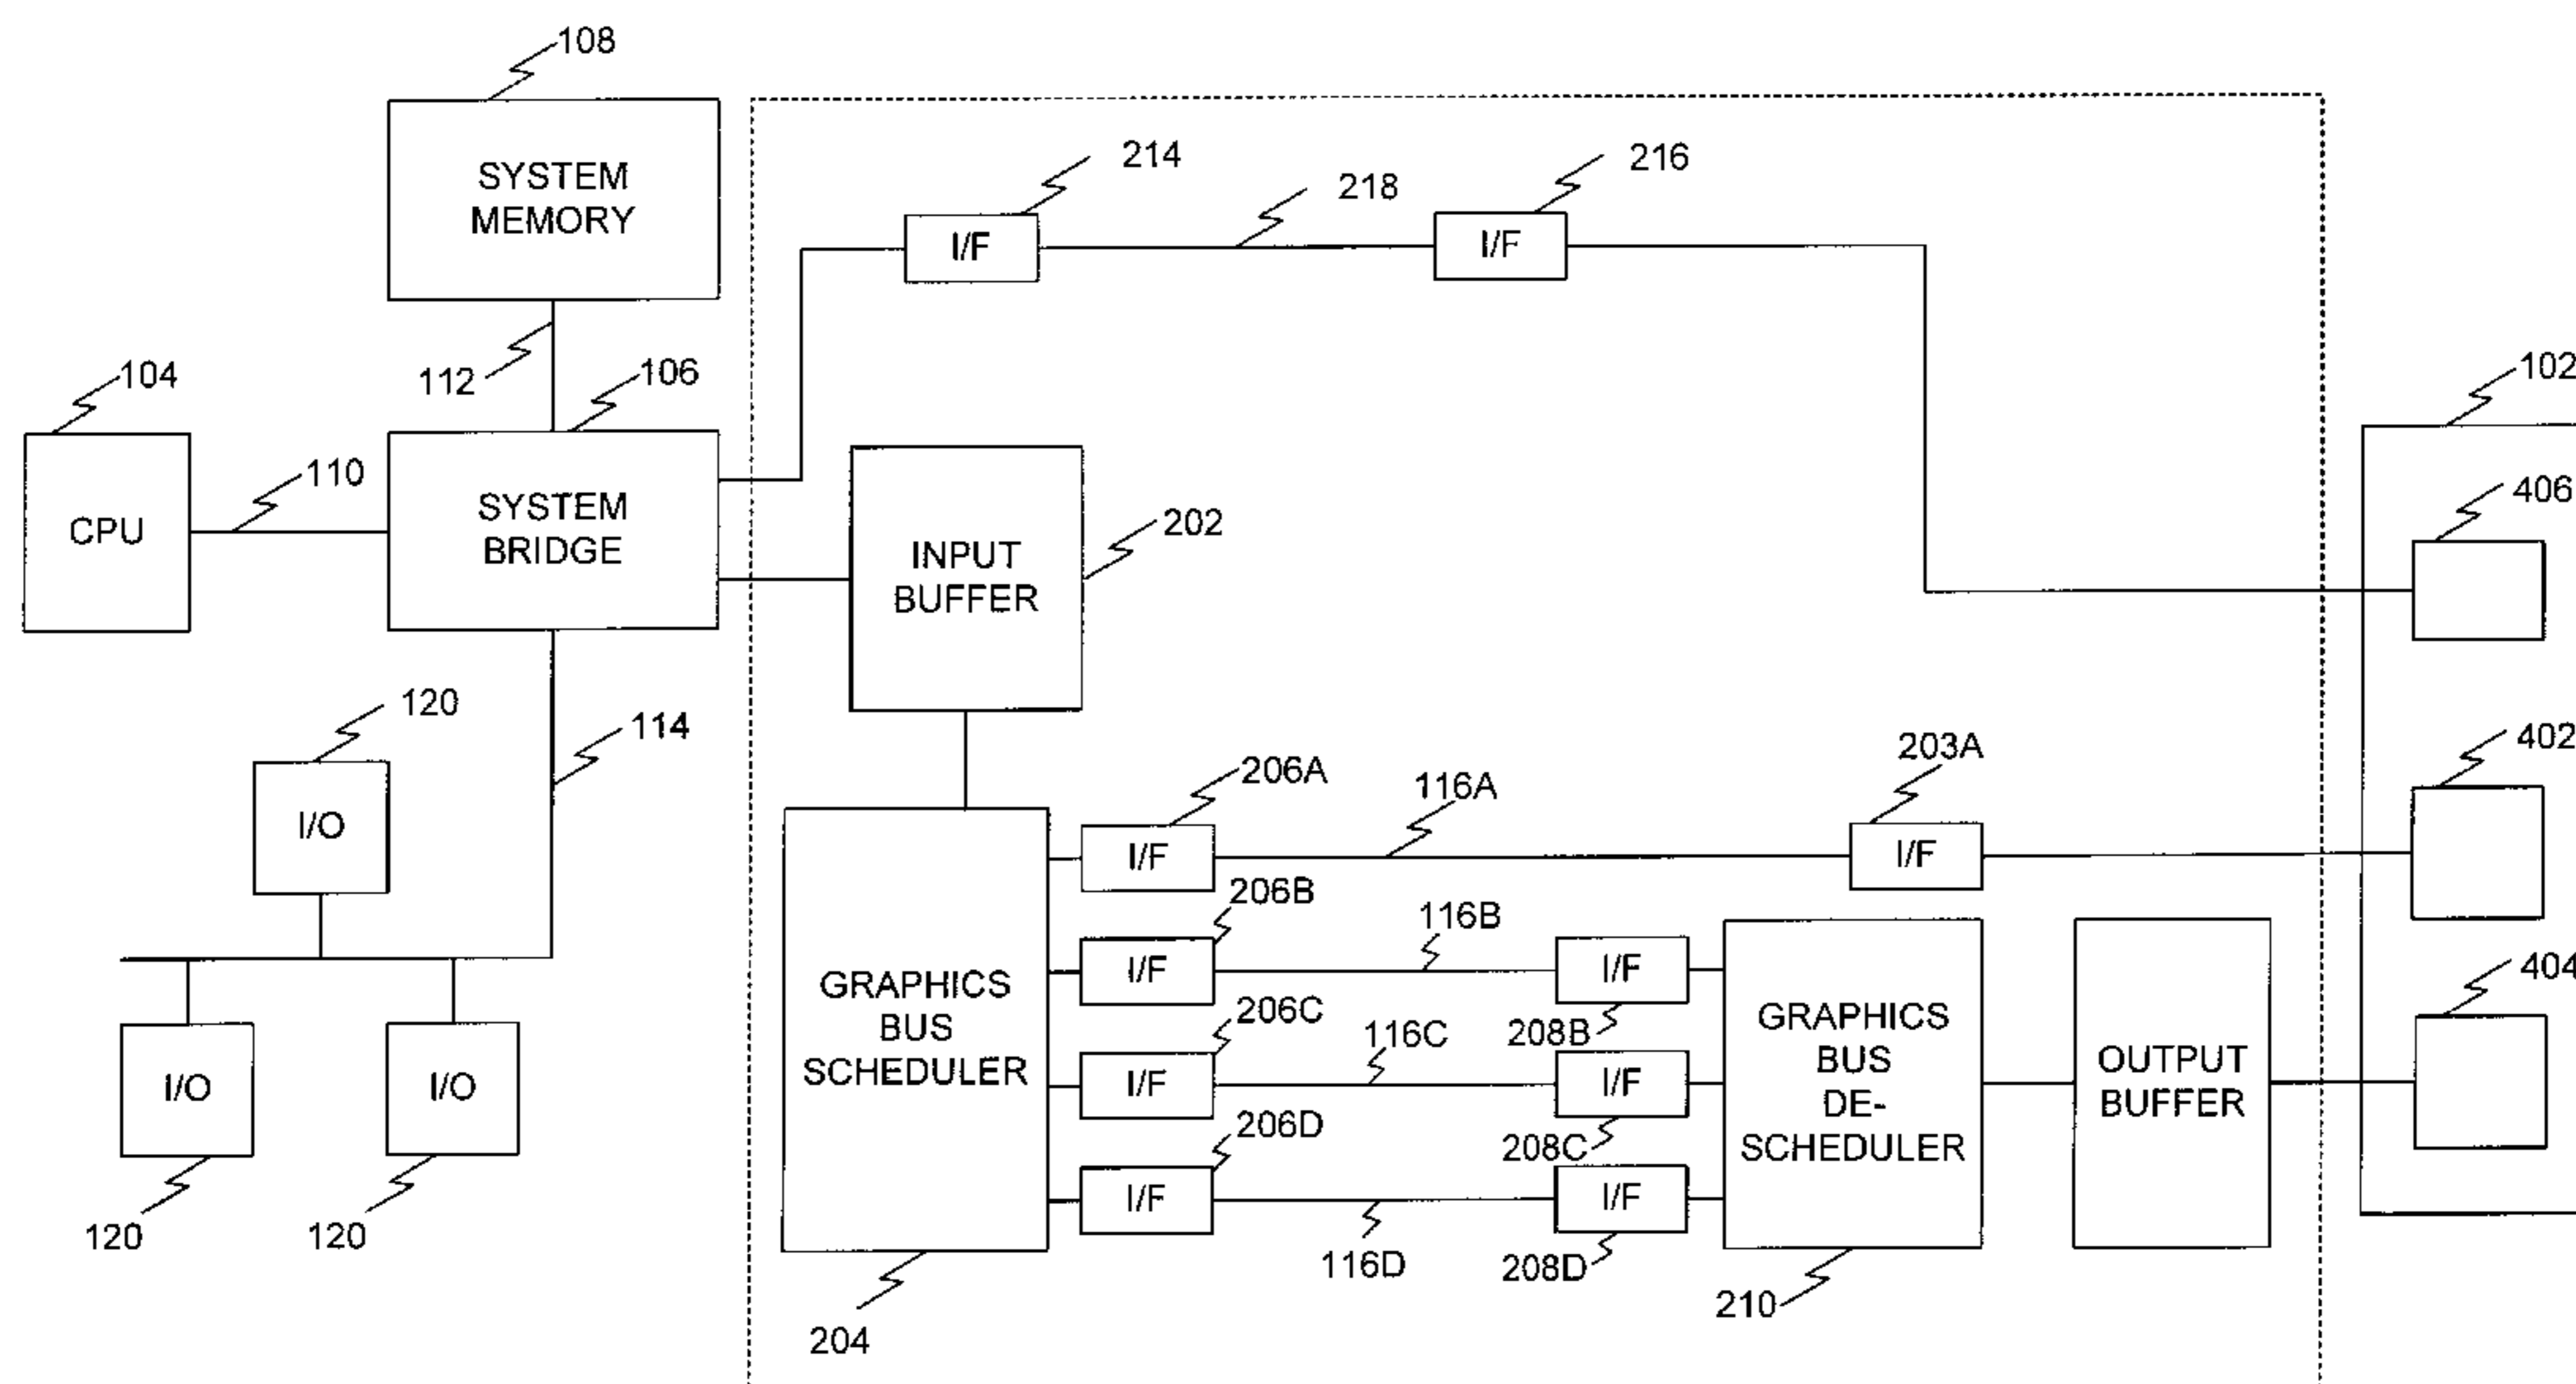 108
SYSTEM
MEMORY
214
218
216
I/F
I/F
112
104
106
102
CPU
110
SYSTEM
BRIDGE
INPUT
BUFFER
202
406
120
114
I/O
206A
116A
203A
402
I/F
I/F
206B
116B
I/F
I/F
208B
206C
116C
I/F
I/F
208C
206D
116D
I/F
I/F
208D
GRAPHICS
BUS
SCHEDULER
204
GRAPHICS
BUS
DE-
SCHEDULER
210
OUTPUT
BUFFER
404
I/O
I/O
120
120